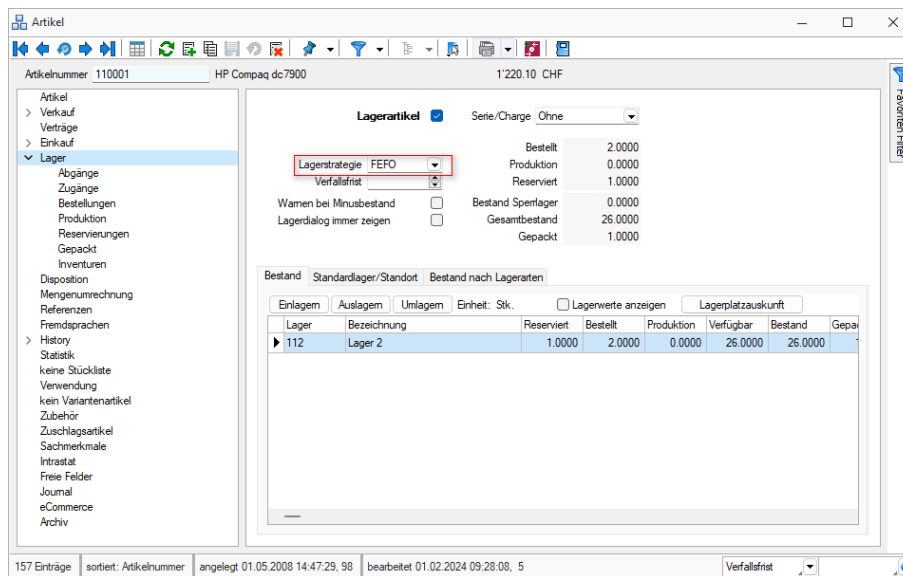 Artikel
Artikelnummer 110001 HP Compaq dc7900 1'220.10 CHF
Favoriten Filter
Artikel
Verkauf
Verträge
Einkauf
Lager
Abgänge
Zugänge
Bestellungen
Produktion
Reservierungen
Gepackt
Inventuren
Disposition
Mengenumrechnung
Referenzen
Fremdsprachen
History
Statistik
keine Stückliste
Verwendung
kein Variantenartikel
Zubehör
Zuschlagsartikel
Sachmerkmale
Intrastat
Freie Felder
Journal
eCommerce
Archiv
Lagerartikel Serie/Charge Ohne
Lagerstrategie FEFO
Verfallsfrist
Warnen bei Minusbestand
Lagerdialog immer zeigen
Bestellt 2.0000
Produktion 0.0000
Reserviert 1.0000
Bestand Sperrlager 0.0000
Gesamtbestand 26.0000
Gepackt 1.0000
Bestand Standardlager/Standort Bestand nach Lagerarten
Einlagern Auslagern Umlagern Einheit: Stk. Lagerwerte anzeigen Lagerplatzauskunft
Lager Bezeichnung Reserviert Bestellt Produktion Verfügbar Bestand
112 Lager 2 1.0000 2.0000 0.0000 26.0000 26.0000
157 Einträge sortiert: Artikelnummer angelegt 01.05.2008 14:47:29, 98 bearbeitet 01.02.2024 09:28:08, 5 Verfallsfrist